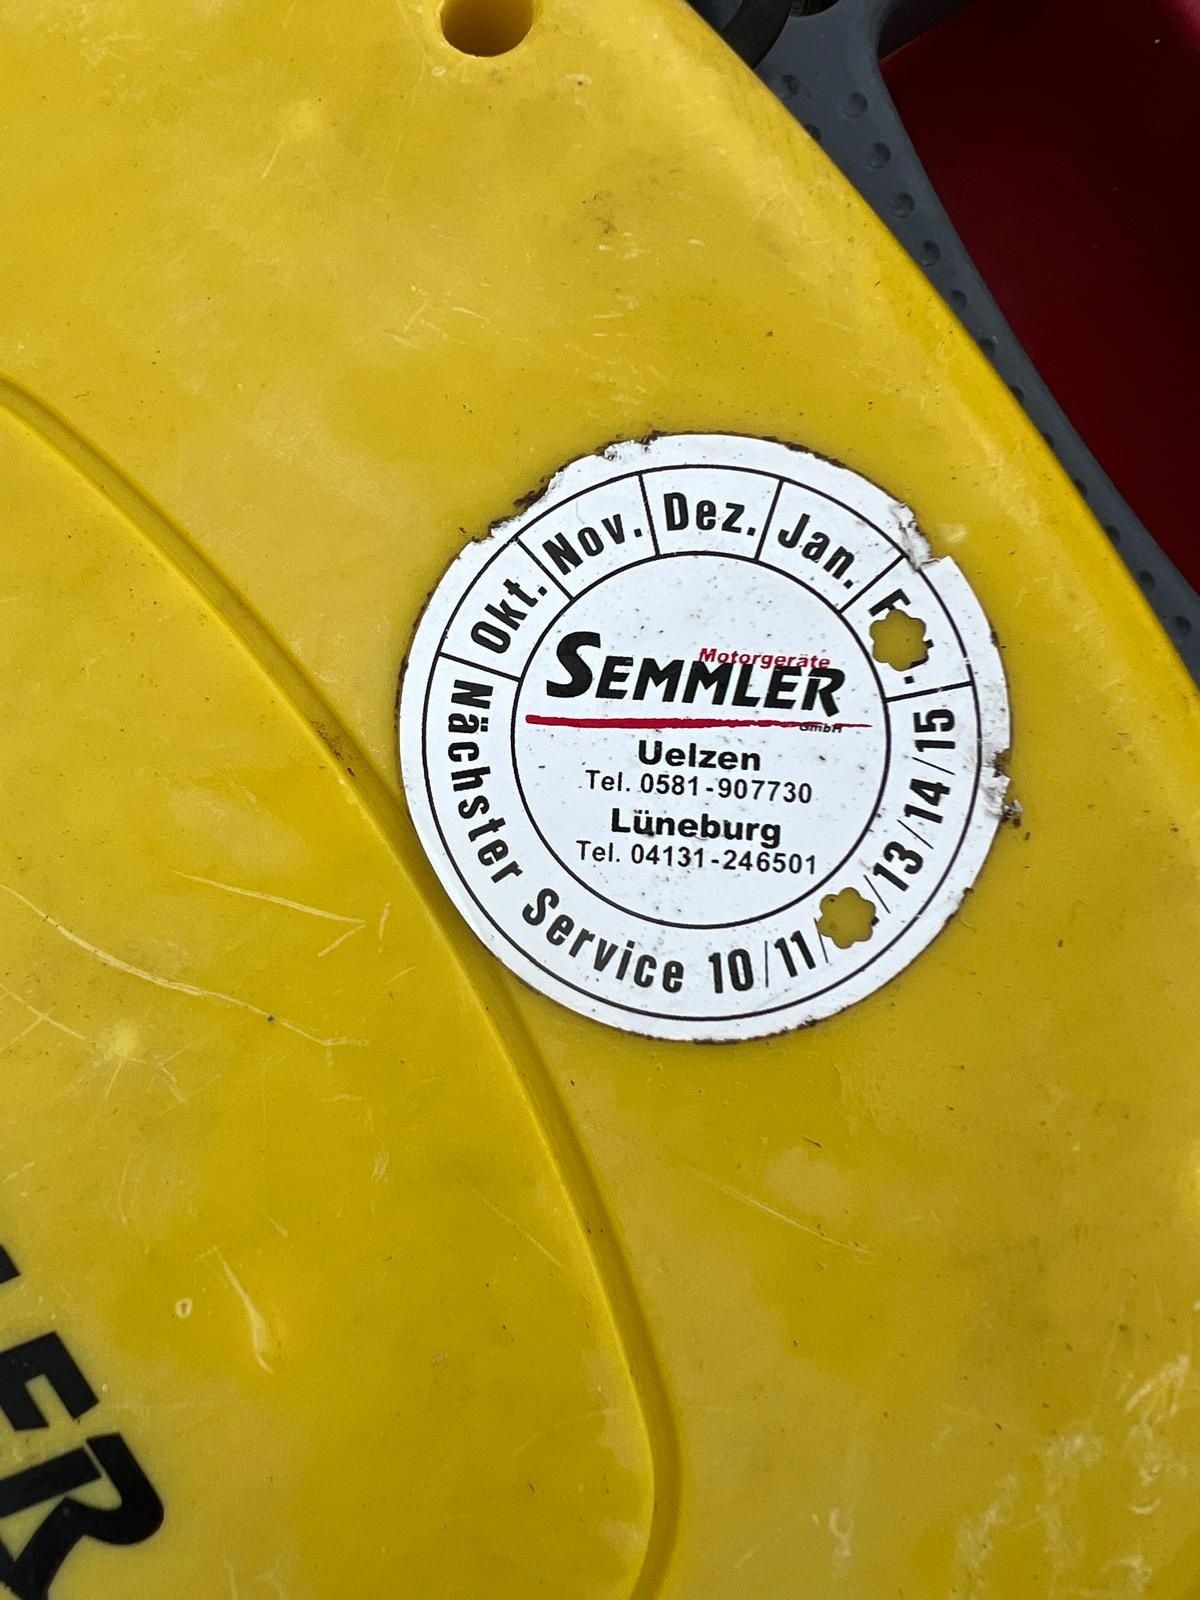 Okt. Nov. Dez. Jan.
Motorgeräte
SEMMLER
GmbH
Uelzen
Tel. 0581-907730
Lüneburg
Tel. 04131-246501
Nächster Service 10/11/ /13/14/15